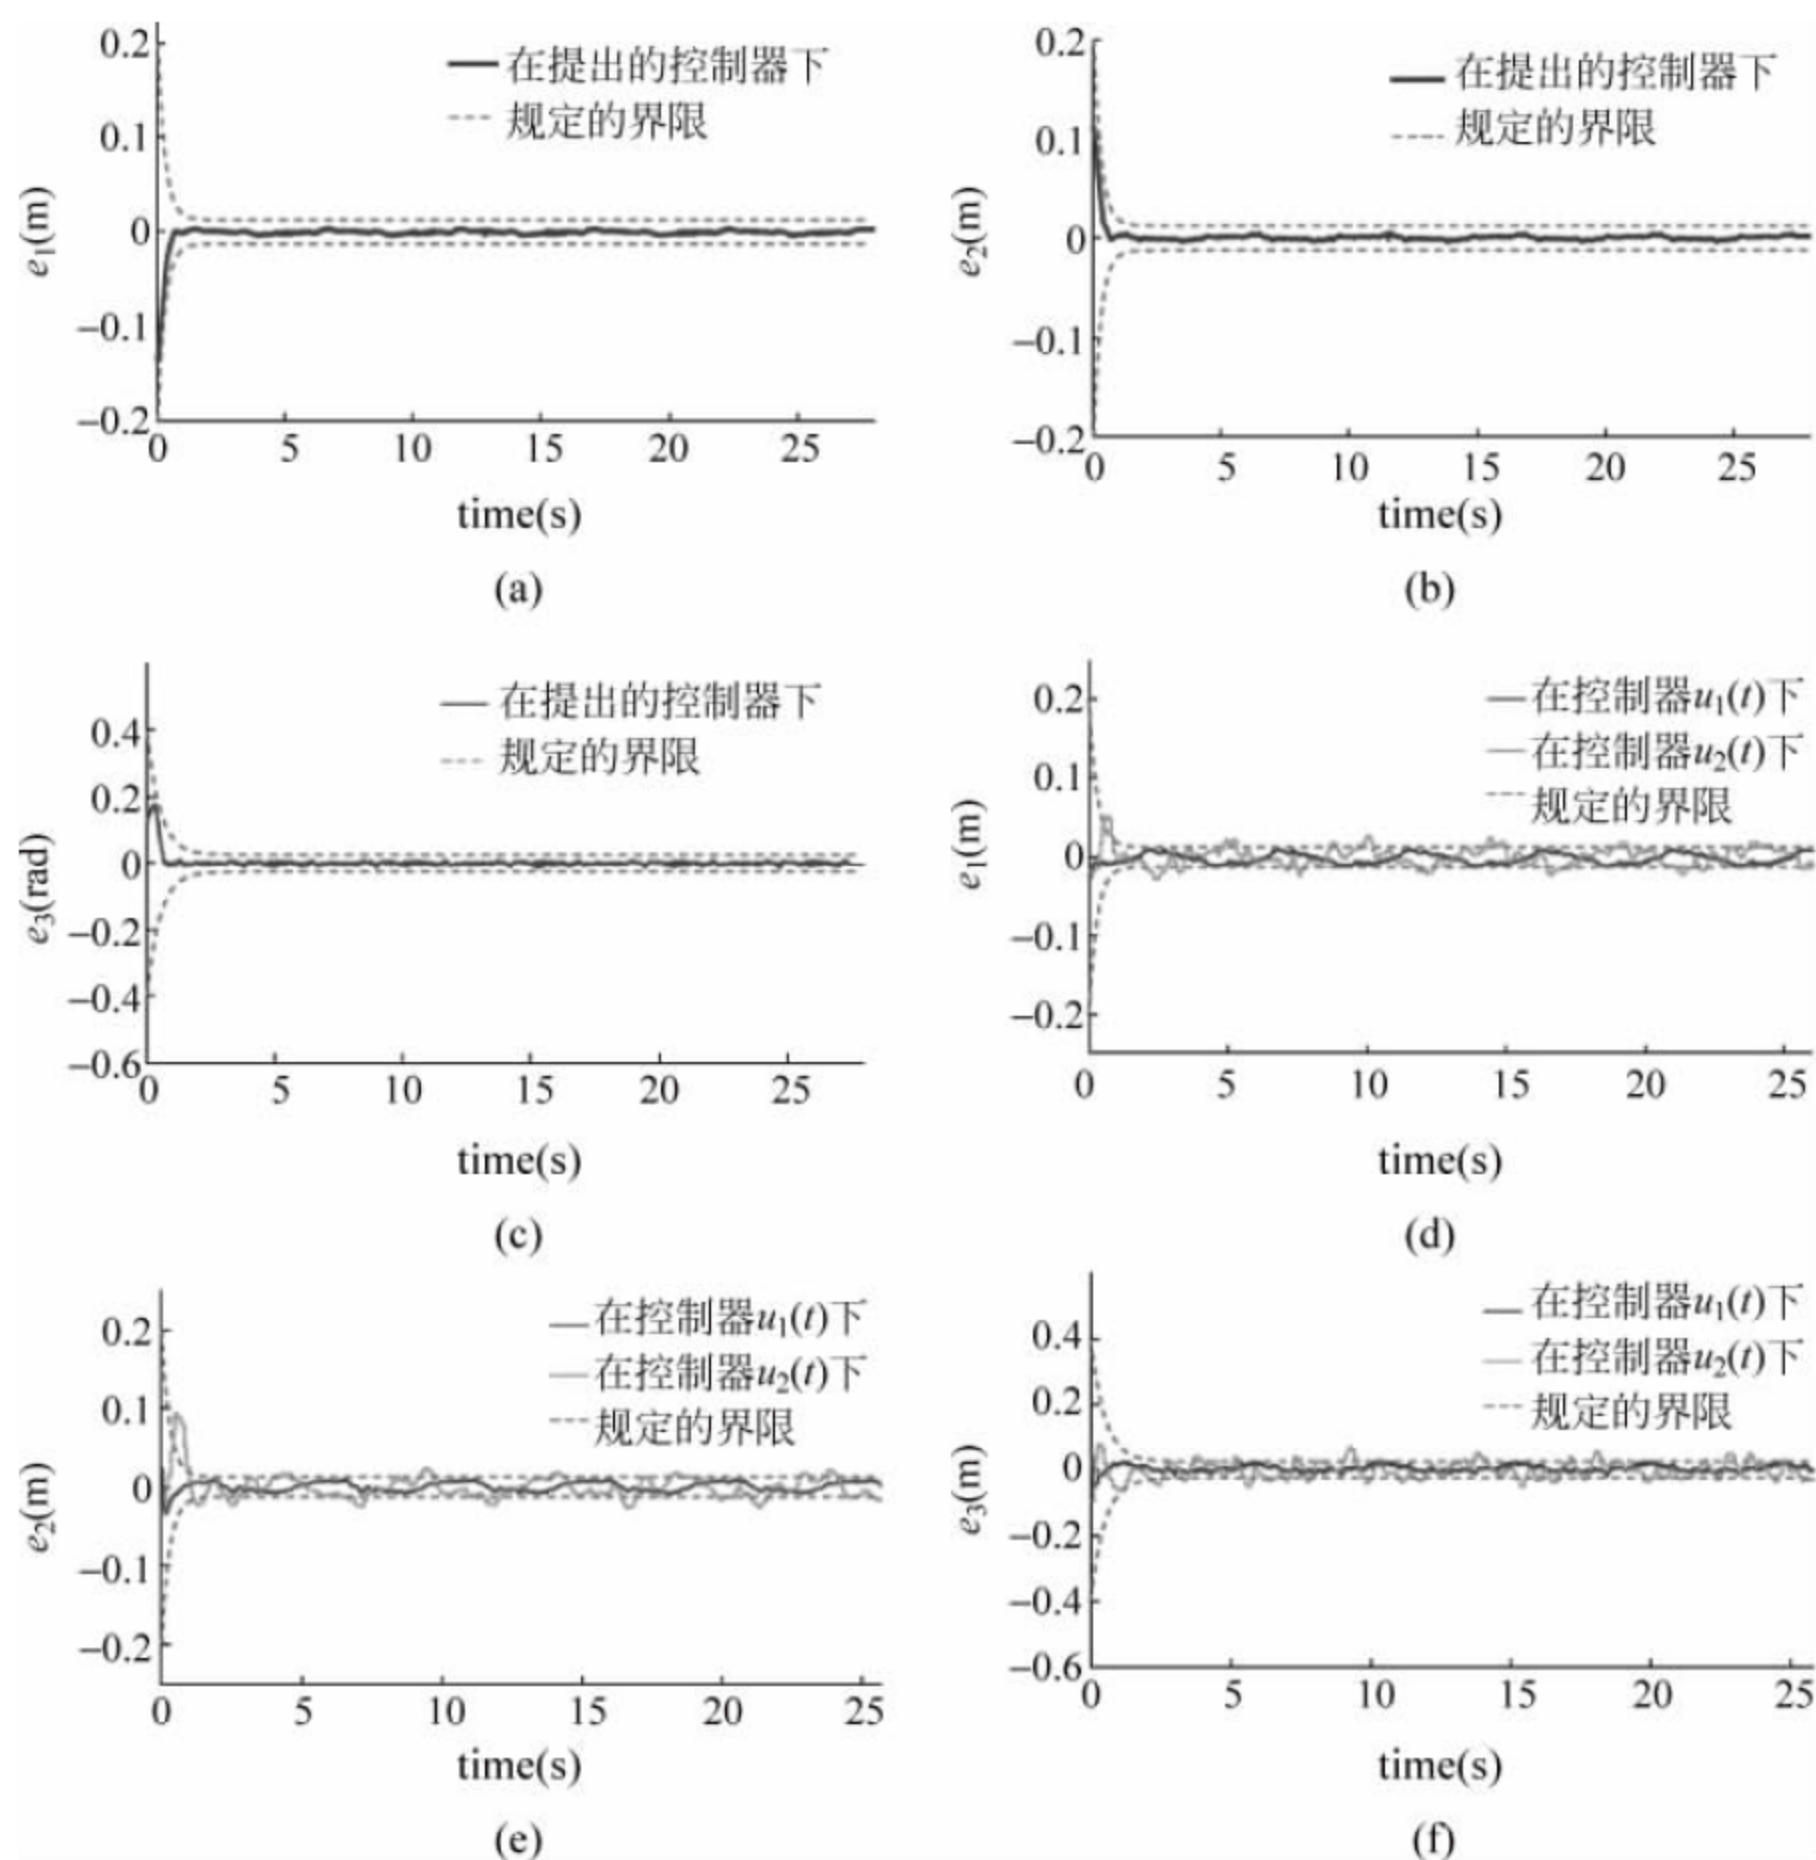 0.2
0.1
0
−0.1
−0.2
e1(m)
在提出的控制器下
规定的界限
0 5 10 15 20 25
time(s)
(a)
0.2
0.1
0
−0.1
−0.2
e2(m)
在提出的控制器下
规定的界限
0 5 10 15 20 25
time(s)
(b)
0.4
0.2
0
−0.2
−0.4
−0.6
e3(rad)
在提出的控制器下
规定的界限
0 5 10 15 20 25
time(s)
(c)
0.2
0.1
0
−0.1
−0.2
e1(m)
在控制器u1(t)下
在控制器u2(t)下
规定的界限
0 5 10 15 20 25
time(s)
(d)
0.2
0.1
0
−0.1
−0.2
e2(m)
在控制器u1(t)下
在控制器u2(t)下
规定的界限
0 5 10 15 20 25
time(s)
(e)
0.4
0.2
0
−0.2
−0.4
−0.6
e3(m)
在控制器u1(t)下
在控制器u2(t)下
规定的界限
0 5 10 15 20 25
time(s)
(f)